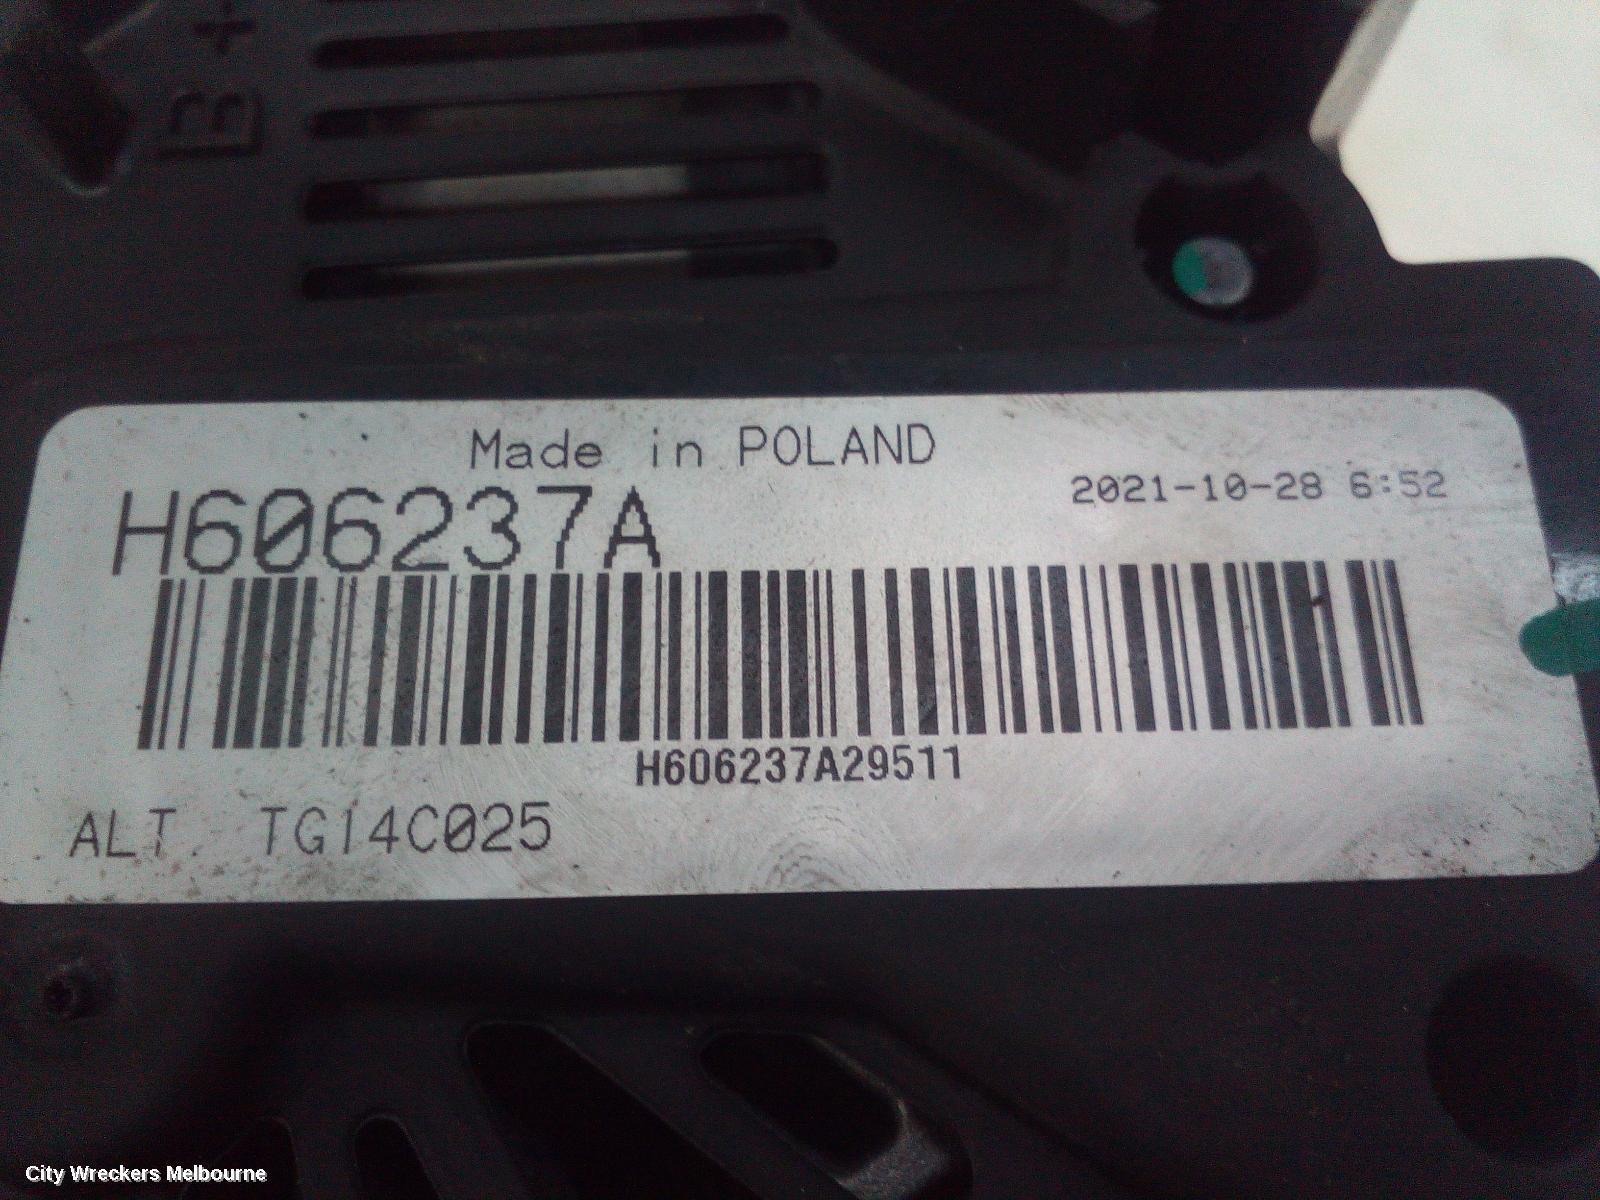 B+
Made in POLAND
2021-10-28 6:52
H606237A
H606237A29511
ALT. TG14C025
City Wreckers Melbourne